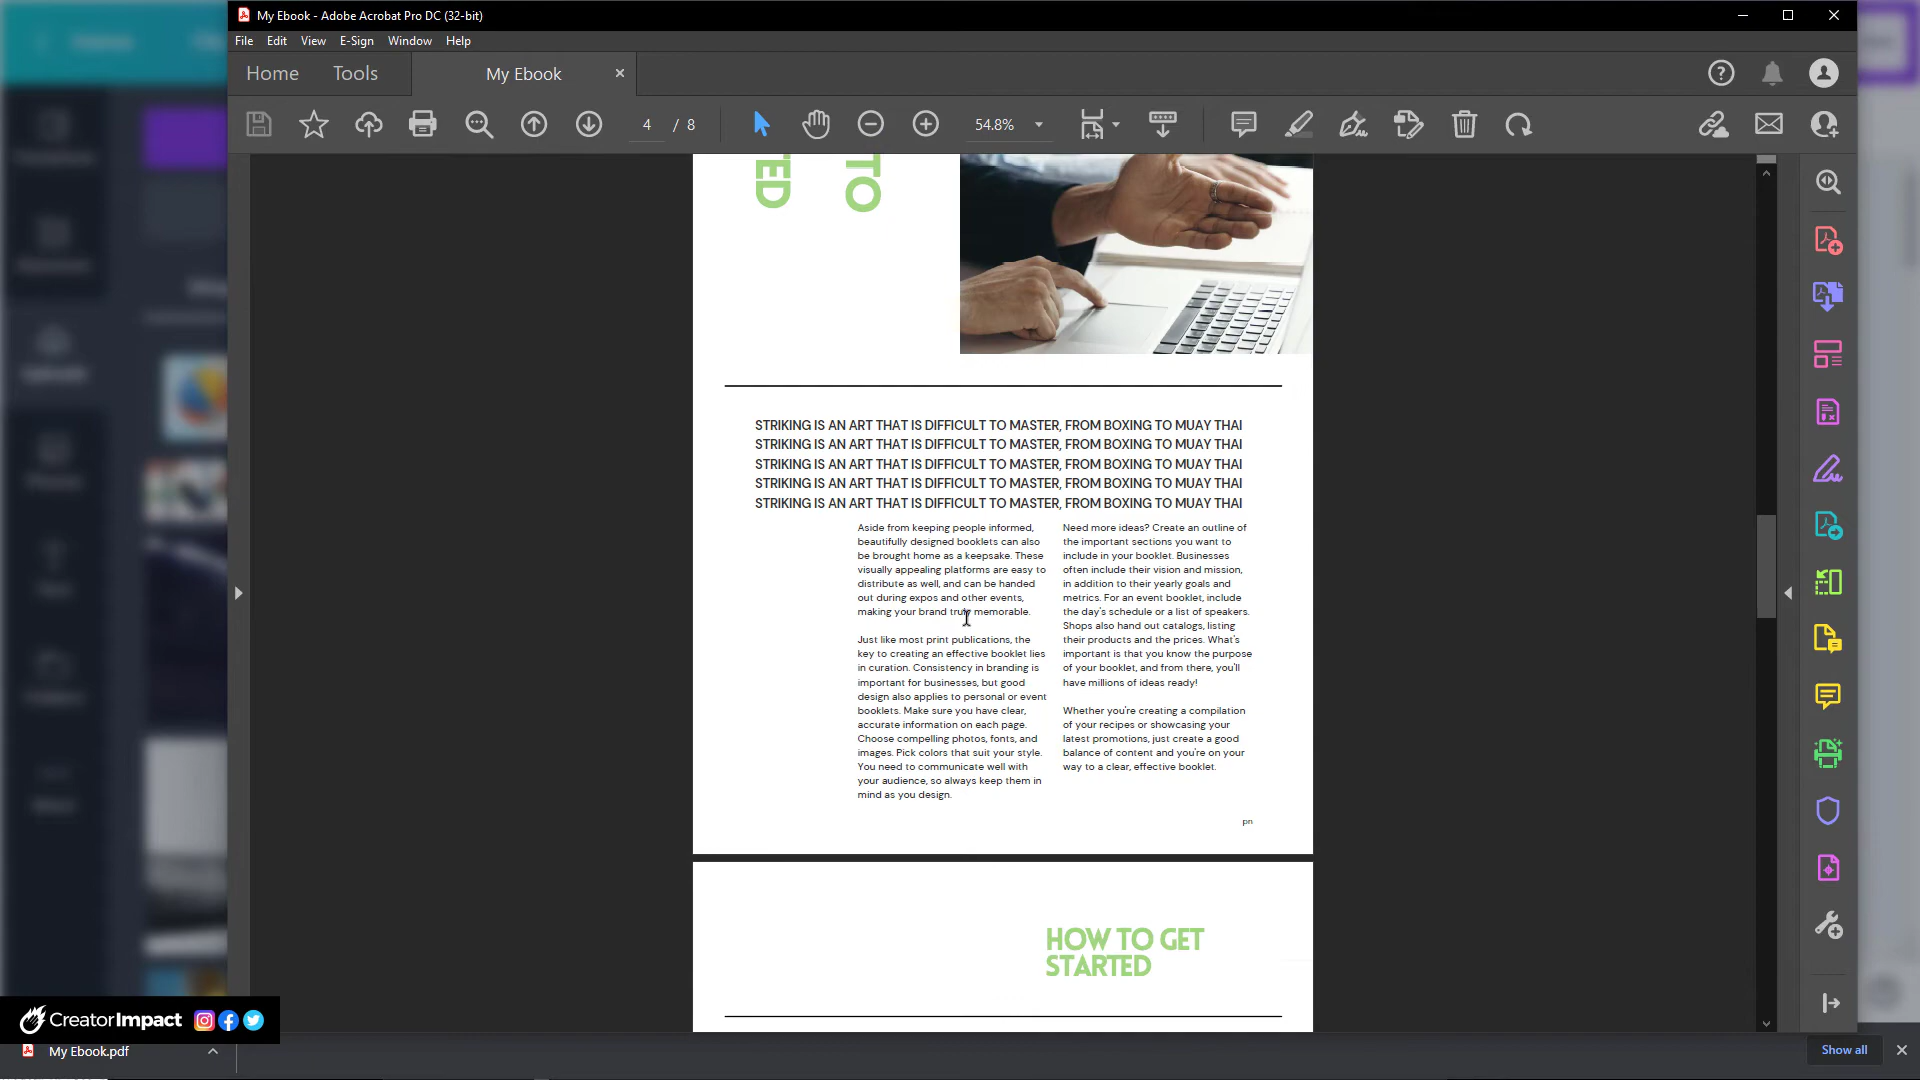 My Ebook - Adobe Acrobat Pro DC (32-bit)
File Edit View E-Sign Window Help
Home Tools My Ebook
4 / 8 54.8%
TED TO
STRIKING IS AN ART THAT IS DIFFICULT TO MASTER, FROM BOXING TO MUAY THAI
STRIKING IS AN ART THAT IS DIFFICULT TO MASTER, FROM BOXING TO MUAY THAI
STRIKING IS AN ART THAT IS DIFFICULT TO MASTER, FROM BOXING TO MUAY THAI
STRIKING IS AN ART THAT IS DIFFICULT TO MASTER, FROM BOXING TO MUAY THAI
STRIKING IS AN ART THAT IS DIFFICULT TO MASTER, FROM BOXING TO MUAY THAI
Aside from keeping people informed,
beautifully designed booklets can also
be brought home as a keepsake. These
visually appealing platforms are easy to
distribute as well, and can be handed
out during expos and other events,
making your brand truly memorable.
Just like most print publications, the
key to creating an effective booklet lies
in curation. Consistency in branding is
important for businesses, but good
design also applies to personal or event
booklets. Make sure you have clear,
accurate information on each page.
Choose compelling photos, fonts, and
images. Pick colors that suit your style.
You need to communicate well with
your audience, so always keep them in
mind as you design.
Need more ideas? Create an outline of
the important sections you want to
include in your booklet. Businesses
often include their vision and mission,
in addition to their yearly goals and
metrics. For an event booklet, include
the day's schedule or a list of speakers.
Shops also hand out catalogs, listing
their products and the prices. What's
important is that you know the purpose
of your booklet, and from there, you'll
have millions of ideas ready!
Whether you're creating a compilation
of your recipes or showcasing your
latest promotions, just create a good
balance of content and you're on your
way to a clear, effective booklet.
pn
HOW TO GET
STARTED
CreatorImpact
My Ebook.pdf
Show all